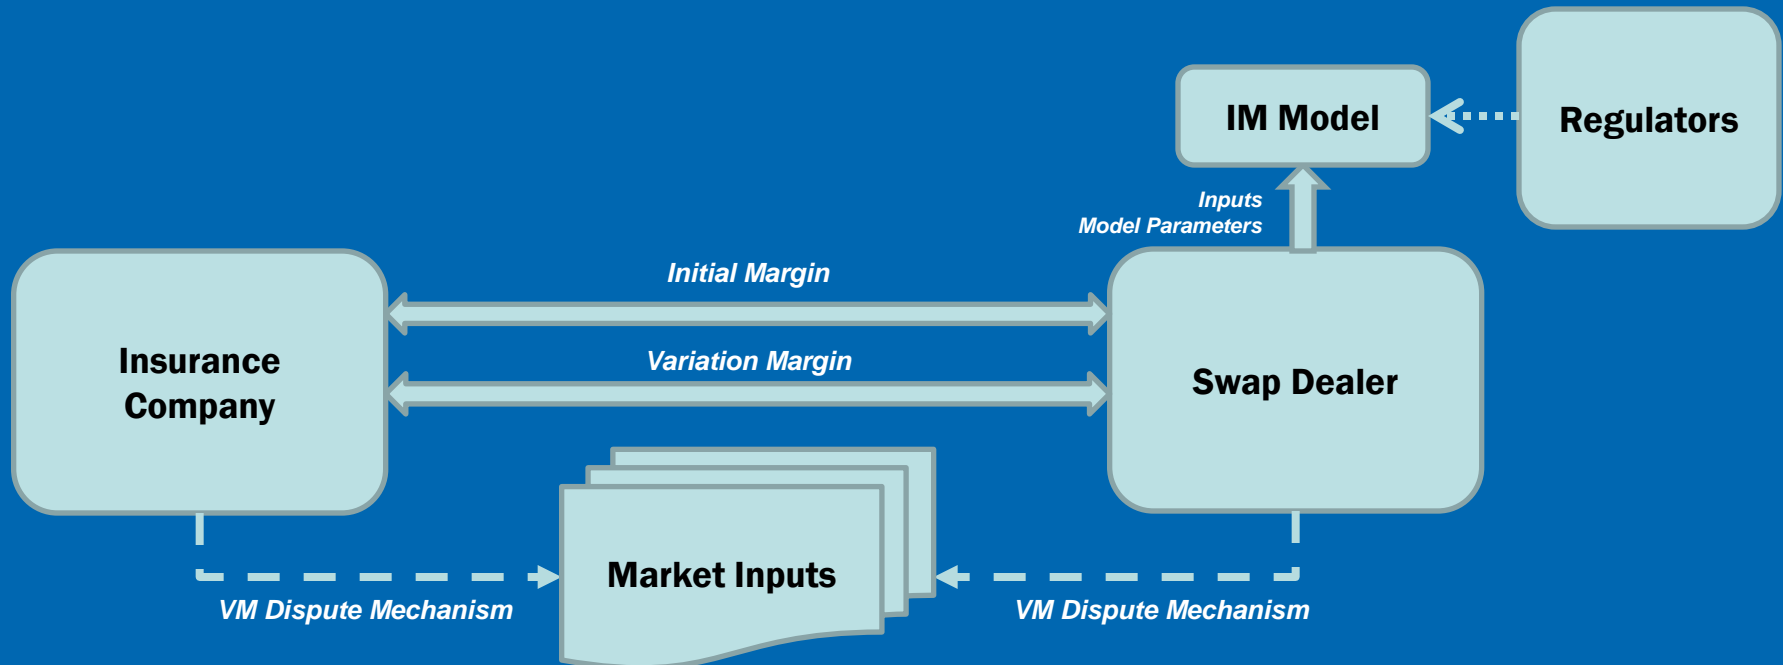 IM Model
Regulators
Inputs
Model Parameters
Initial Margin
Insurance
Company
Variation Margin
Swap Dealer
Market Inputs
VM Dispute Mechanism
VM Dispute Mechanism